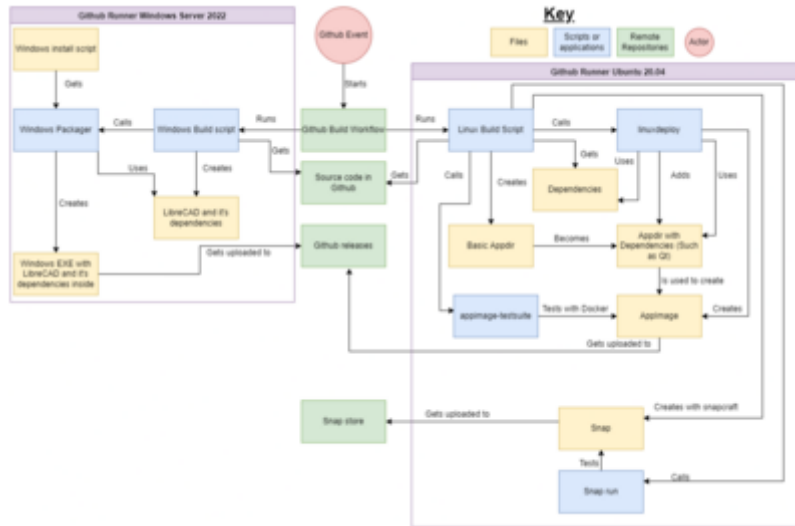 Github Runner Windows Server 2022
Key
Github Event
Files
Scripts or
applications
Remote
Repositories
Actor
Windows install script
Github Runner Ubuntu 20.04
Starts
Gets
Windows Packager
Calls
Windows Build script
Runs
Github Build Workflow
Runs
Linux Build Script
Calls
linuxdeploy
Uses
Creates
Gets
Source code in
Github
Gets
Calls
Creates
Gets
Uses
Adds
Uses
Dependencies
Creates
LibreCAD and it's
dependencies
Windows EXE with
LibreCAD and it's
dependencies inside
Gets uploaded to
Github releases
Basic Appdir
Becomes
Appdir with
Dependencies (Such
as Qt)
Is used to create
appimage-testsuite
Tests with Docker
AppImage
Creates
Gets uploaded to
Creates with snapcraft
Snap store
Gets uploaded to
Snap
Tests
Snap run
Calls